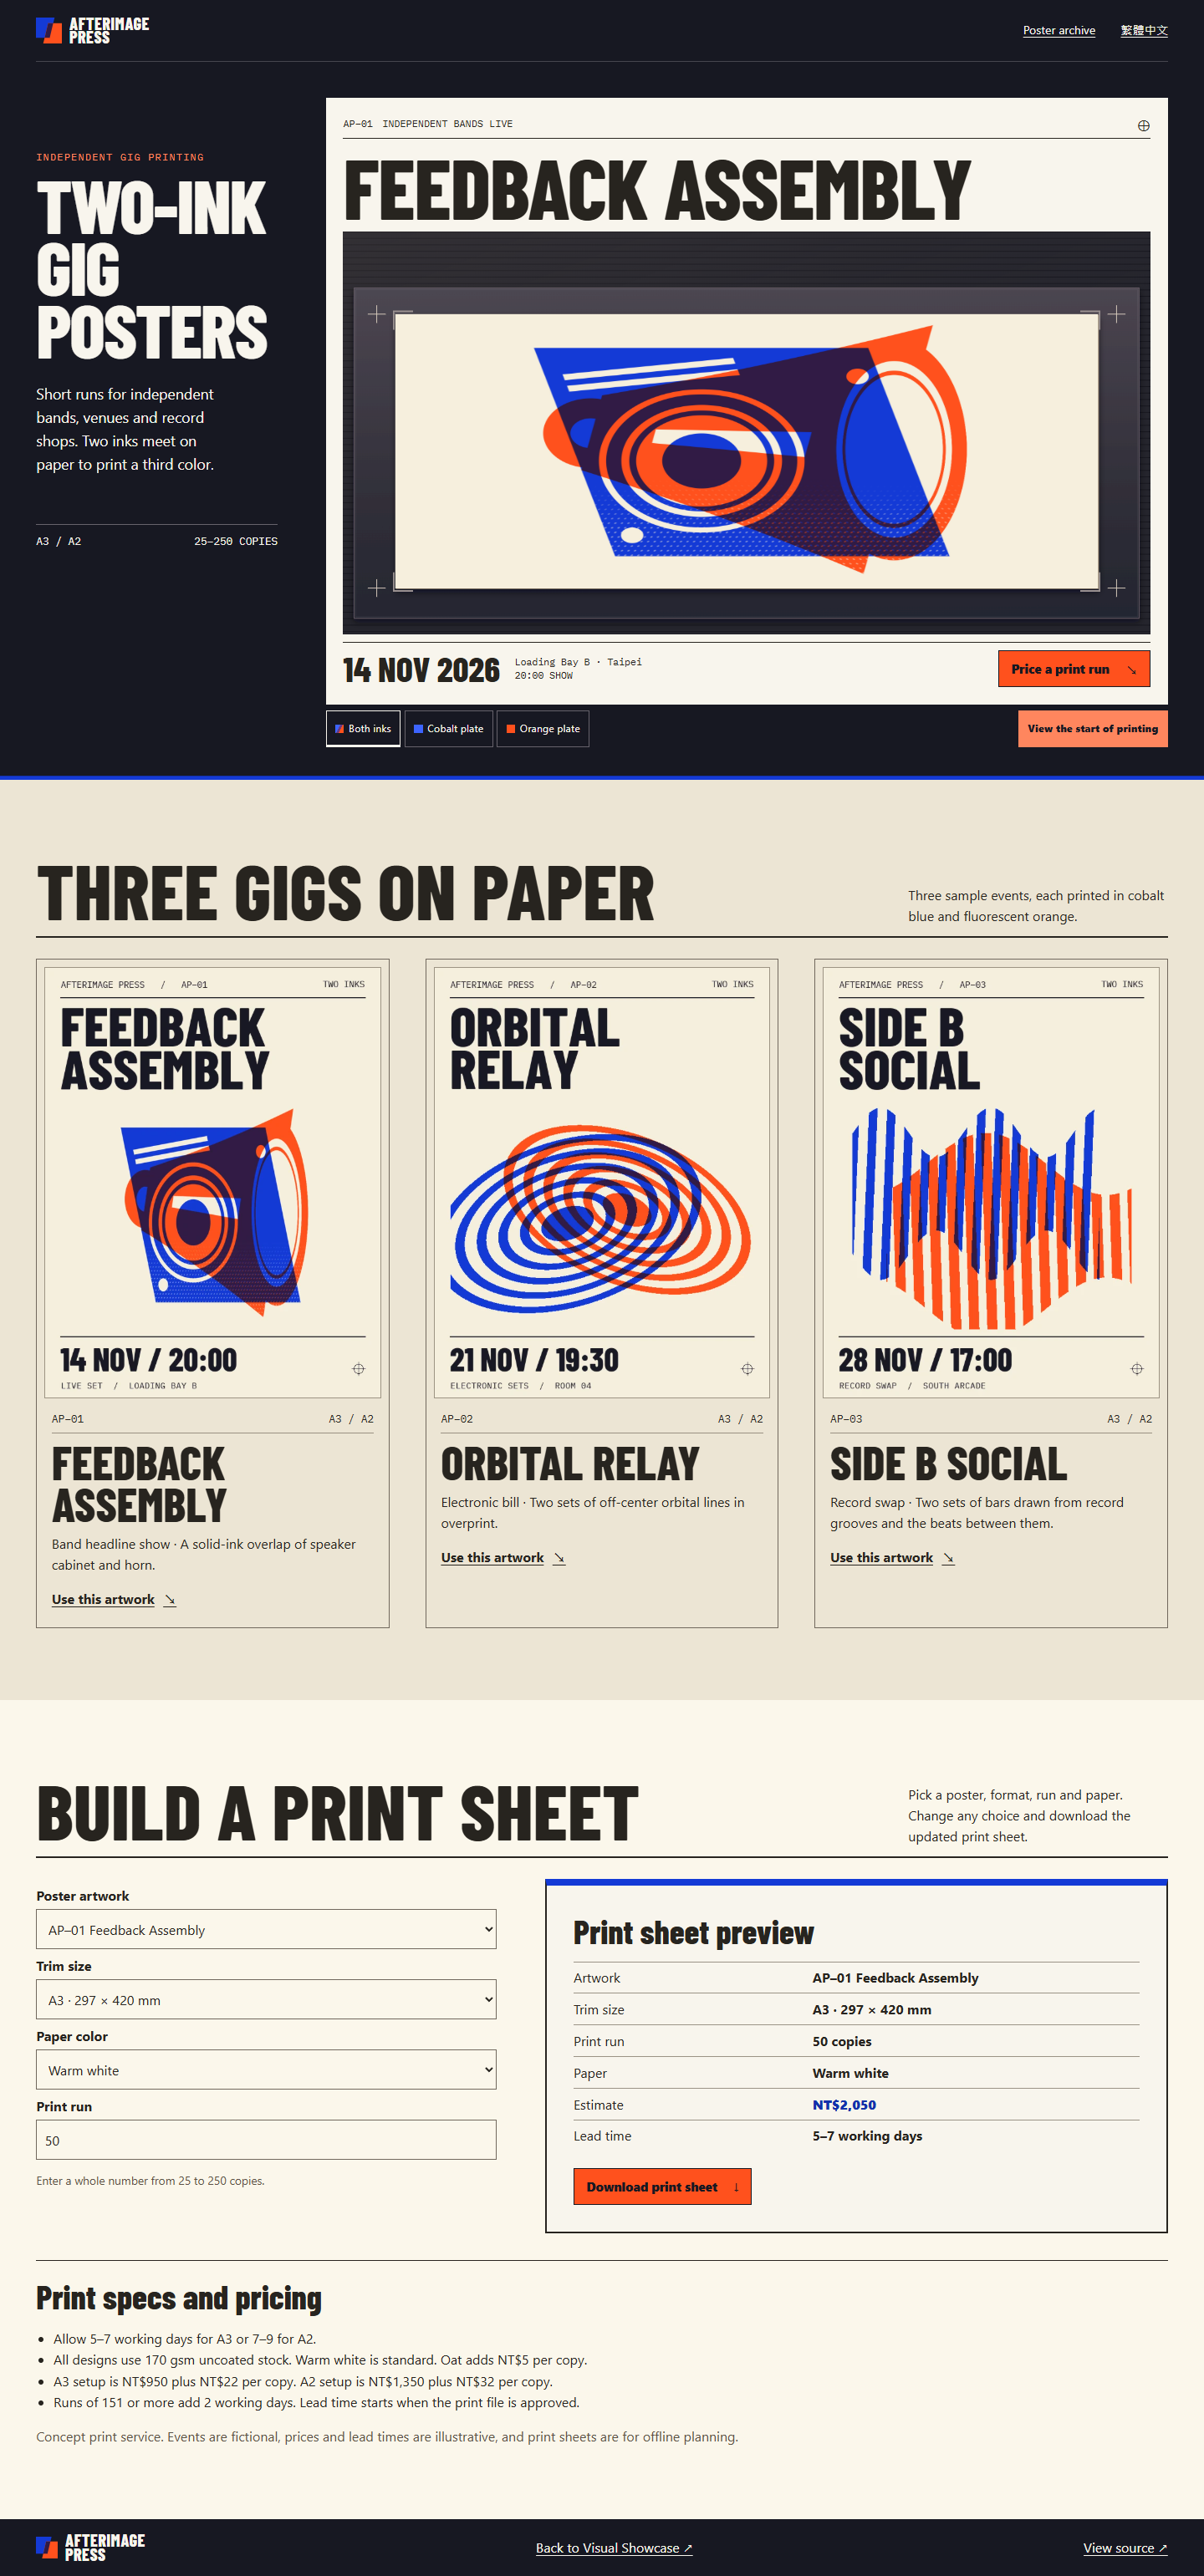 AFTERIMAGE
PRESS
Poster archive
繁體中文
INDEPENDENT GIG PRINTING
TWO-INK
GIG
POSTERS
Short runs for independent
bands, venues and record
shops. Two inks meet on
paper to print a third color.
A3 / A2
25–250 COPIES
AP–01 INDEPENDENT BANDS LIVE
FEEDBACK ASSEMBLY
14 NOV 2026
Loading Bay B · Taipei
20:00 SHOW
Price a print run ↘
Both inks
Cobalt plate
Orange plate
View the start of printing
THREE GIGS ON PAPER
Three sample events, each printed in cobalt
blue and fluorescent orange.
AFTERIMAGE PRESS / AP–01 TWO INKS
FEEDBACK
ASSEMBLY
14 NOV / 20:00
LIVE SET / LOADING BAY B
AP–01 A3 / A2
FEEDBACK
ASSEMBLY
Band headline show · A solid-ink overlap of speaker
cabinet and horn.
Use this artwork ↘
AFTERIMAGE PRESS / AP–02 TWO INKS
ORBITAL
RELAY
21 NOV / 19:30
ELECTRONIC SETS / ROOM 04
AP–02 A3 / A2
ORBITAL RELAY
Electronic bill · Two sets of off-center orbital lines in
overprint.
Use this artwork ↘
AFTERIMAGE PRESS / AP–03 TWO INKS
SIDE B
SOCIAL
28 NOV / 17:00
RECORD SWAP / SOUTH ARCADE
AP–03 A3 / A2
SIDE B SOCIAL
Record swap · Two sets of bars drawn from record
grooves and the beats between them.
Use this artwork ↘
BUILD A PRINT SHEET
Pick a poster, format, run and paper.
Change any choice and download the
updated print sheet.
Poster artwork
AP–01 Feedback Assembly
Trim size
A3 · 297 × 420 mm
Paper color
Warm white
Print run
50
Enter a whole number from 25 to 250 copies.
Print sheet preview
Artwork AP–01 Feedback Assembly
Trim size A3 · 297 × 420 mm
Print run 50 copies
Paper Warm white
Estimate NT$2,050
Lead time 5–7 working days
Download print sheet ↓
Print specs and pricing
• Allow 5–7 working days for A3 or 7–9 for A2.
• All designs use 170 gsm uncoated stock. Warm white is standard. Oat adds NT$5 per copy.
• A3 setup is NT$950 plus NT$22 per copy. A2 setup is NT$1,350 plus NT$32 per copy.
• Runs of 151 or more add 2 working days. Lead time starts when the print file is approved.
Concept print service. Events are fictional, prices and lead times are illustrative, and print sheets are for offline planning.
AFTERIMAGE
PRESS
Back to Visual Showcase ↗
View source ↗